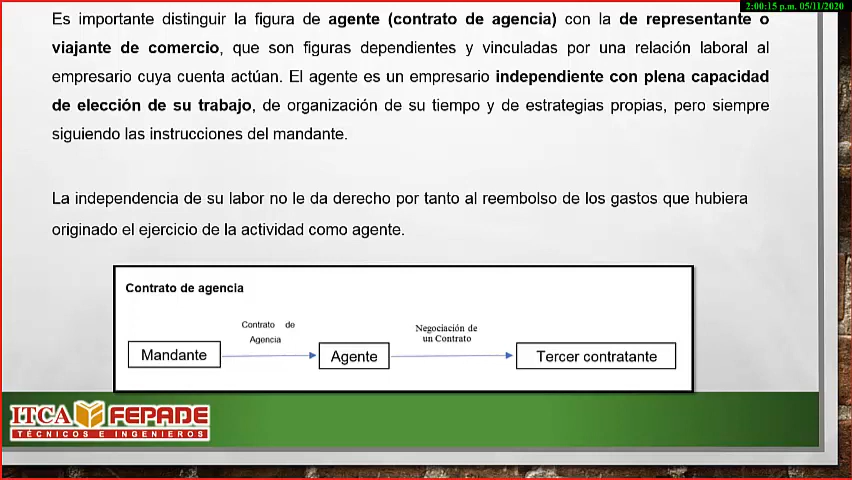 2:00:15 p.m. 05/11/2020
Es importante distinguir la figura de agente (contrato de agencia) con la de representante o
viajante de comercio, que son figuras dependientes y vinculadas por una relación laboral al
empresario cuya cuenta actúan. El agente es un empresario independiente con plena capacidad
de elección de su trabajo, de organización de su tiempo y de estrategias propias, pero siempre
siguiendo las instrucciones del mandante.
La independencia de su labor no le da derecho por tanto al reembolso de los gastos que hubiera
originado el ejercicio de la actividad como agente.
Contrato de agencia
Contrato de
Agencia
Negociación de
un Contrato
Mandante
Agente
Tercer contratante
ITCA FEPADE
TÉCNICOS E INGENIEROS